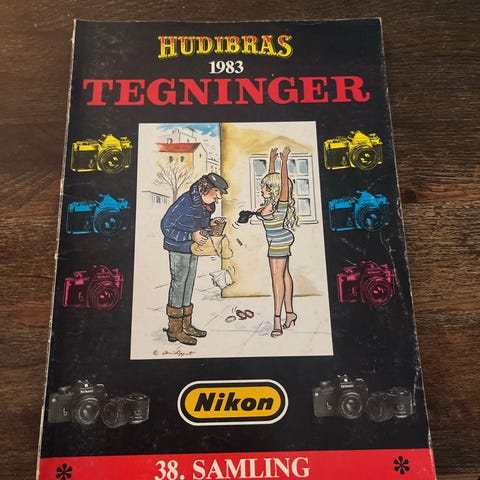 HUDIBRAS
1983
TEGNINGER
Nikon
38. SAMLING